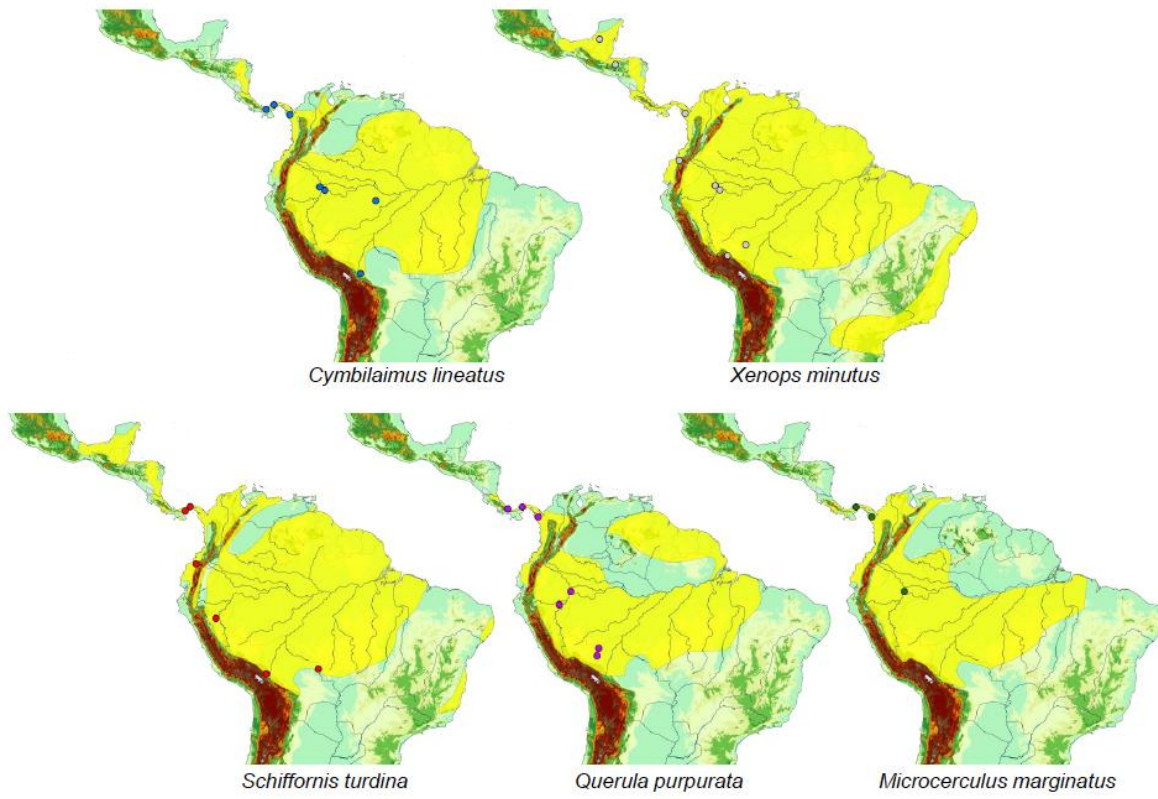 Cymbilaimus lineatus
Xenops minutus
Schiffornis turdina
Querula purpurata
Microcerculus marginatus